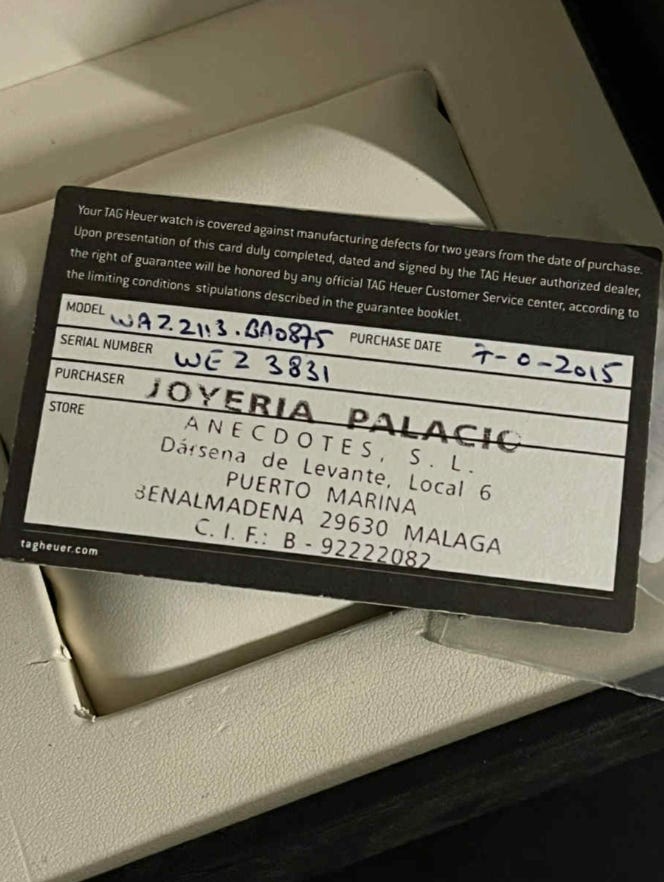 Your TAG Heuer watch is covered against manufacturing defects for two years from the date of purchase.
Upon presentation of this card duly completed, dated and signed by the TAG Heuer authorized dealer,
the right of guarantee will be honored by any official TAG Heuer Customer Service center, according to
the limiting conditions stipulations described in the guarantee booklet.
MODEL WAZ2113.BA0875 PURCHASE DATE 7-0-2015
SERIAL NUMBER WEZ3831
PURCHASER JOYERIA PALACIO
STORE ANECDOTES, S. L.
Dársena de Levante, Local 6
PUERTO MARINA
BENALMADENA 29630 MALAGA
C. I. F.: B - 92222082
tagheuer.com